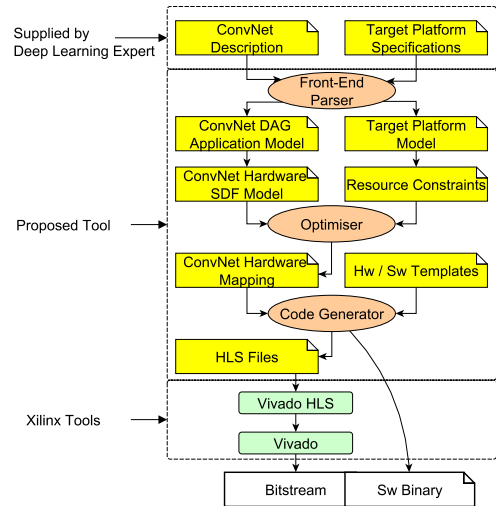 Supplied by
Deep Learning Expert
ConvNet
Description
Target Platform
Specifications
Front-End
Parser
ConvNet DAG
Application Model
Target Platform
Model
ConvNet Hardware
SDF Model
Resource Constraints
Proposed Tool
Optimiser
ConvNet Hardware
Mapping
Hw / Sw Templates
Code Generator
HLS Files
Xilinx Tools
Vivado HLS
Vivado
Bitstream
Sw Binary